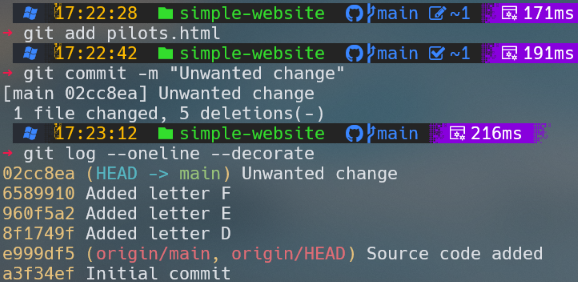 17:22:28 simple-website main ~1 171ms
git add pilots.html
17:22:42 simple-website main ~1 191ms
git commit -m "Unwanted change"
[main 02cc8ea] Unwanted change
1 file changed, 5 deletions(-)
17:23:12 simple-website main 216ms
git log --oneline --decorate
02cc8ea (HEAD -> main) Unwanted change
6589910 Added letter F
960f5a2 Added letter E
8f1749f Added letter D
e999df5 (origin/main, origin/HEAD) Source code added
a3f34ef Initial commit